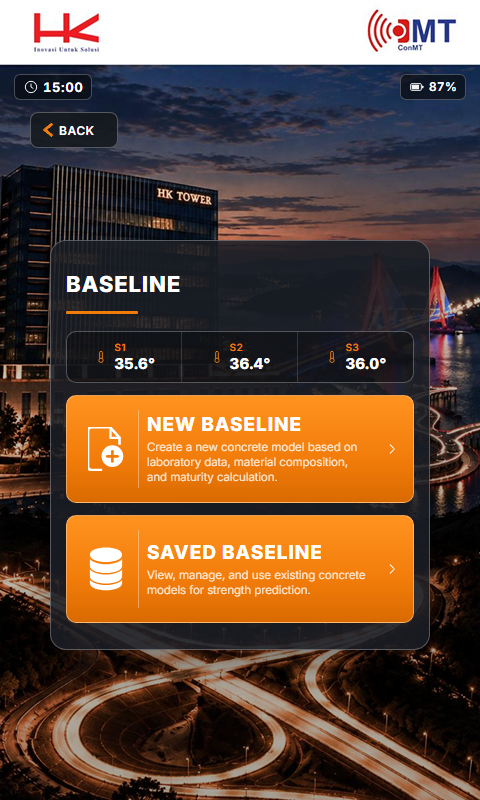 HK
Inovasi Untuk Solusi
MT
ConMT
15:00
87%
BACK
HK TOWER
BASELINE
S1
35.6°
S2
36.4°
S3
36.0°
NEW BASELINE
Create a new concrete model based on
laboratory data, material composition,
and maturity calculation.
SAVED BASELINE
View, manage, and use existing concrete
models for strength prediction.